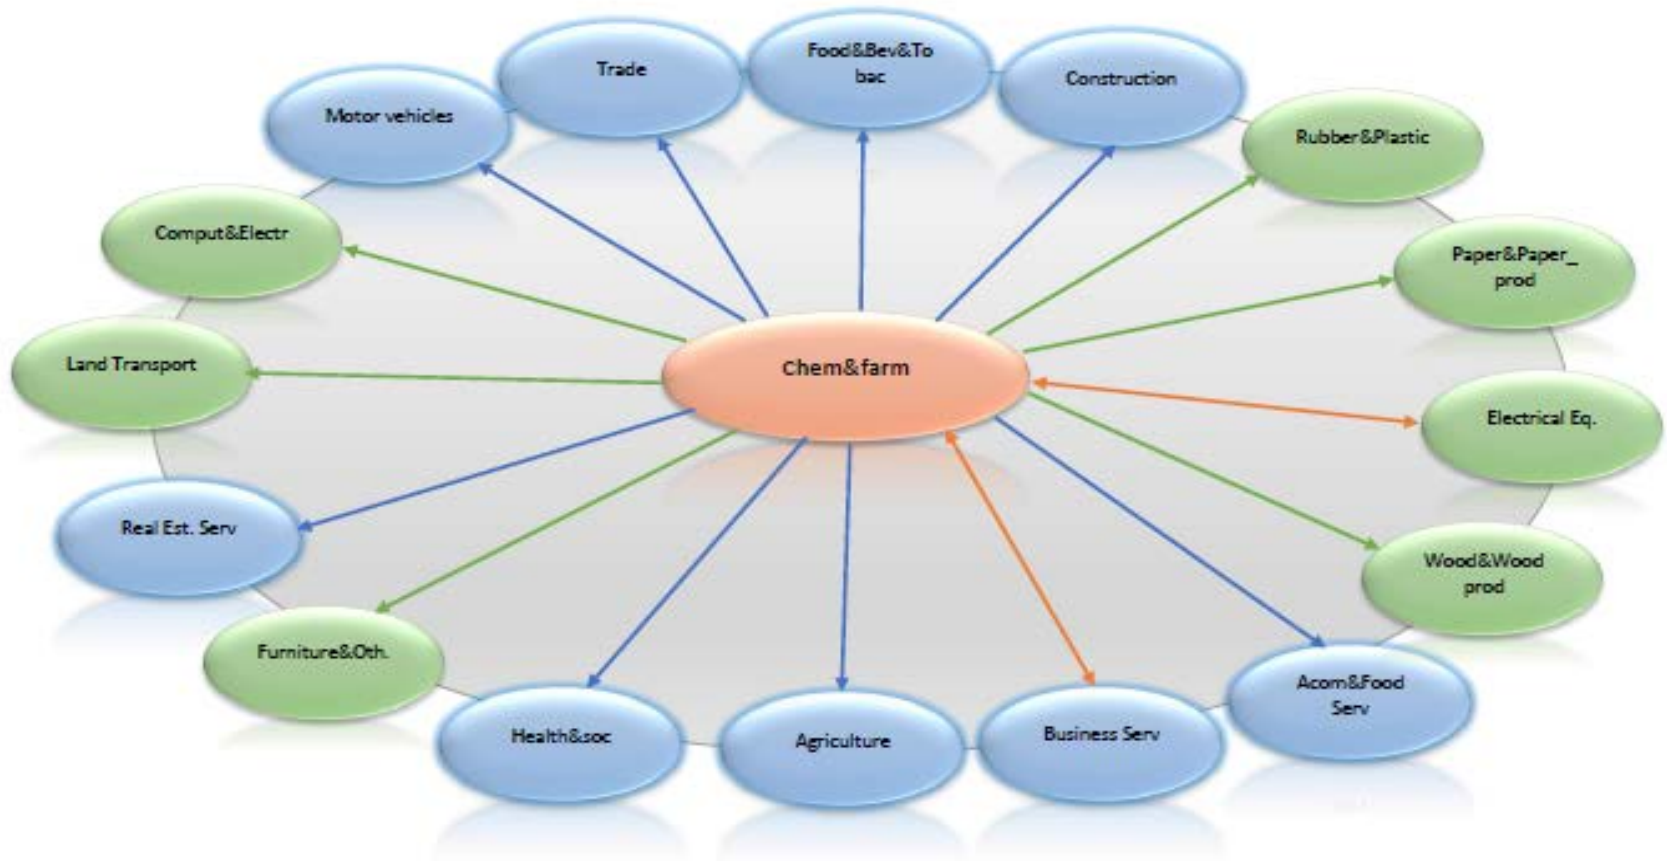 Food&Bev&To
bac
Trade
Construction
Motor vehicles
Rubber&Plastic
Comput&Electr
Paper&Paper_
prod
Land Transport
Chem&farm
Electrical Eq.
Real Est. Serv
Wood&Wood
prod
Furniture&Oth.
Acom&Food
Serv
Health&soc
Agriculture
Business Serv